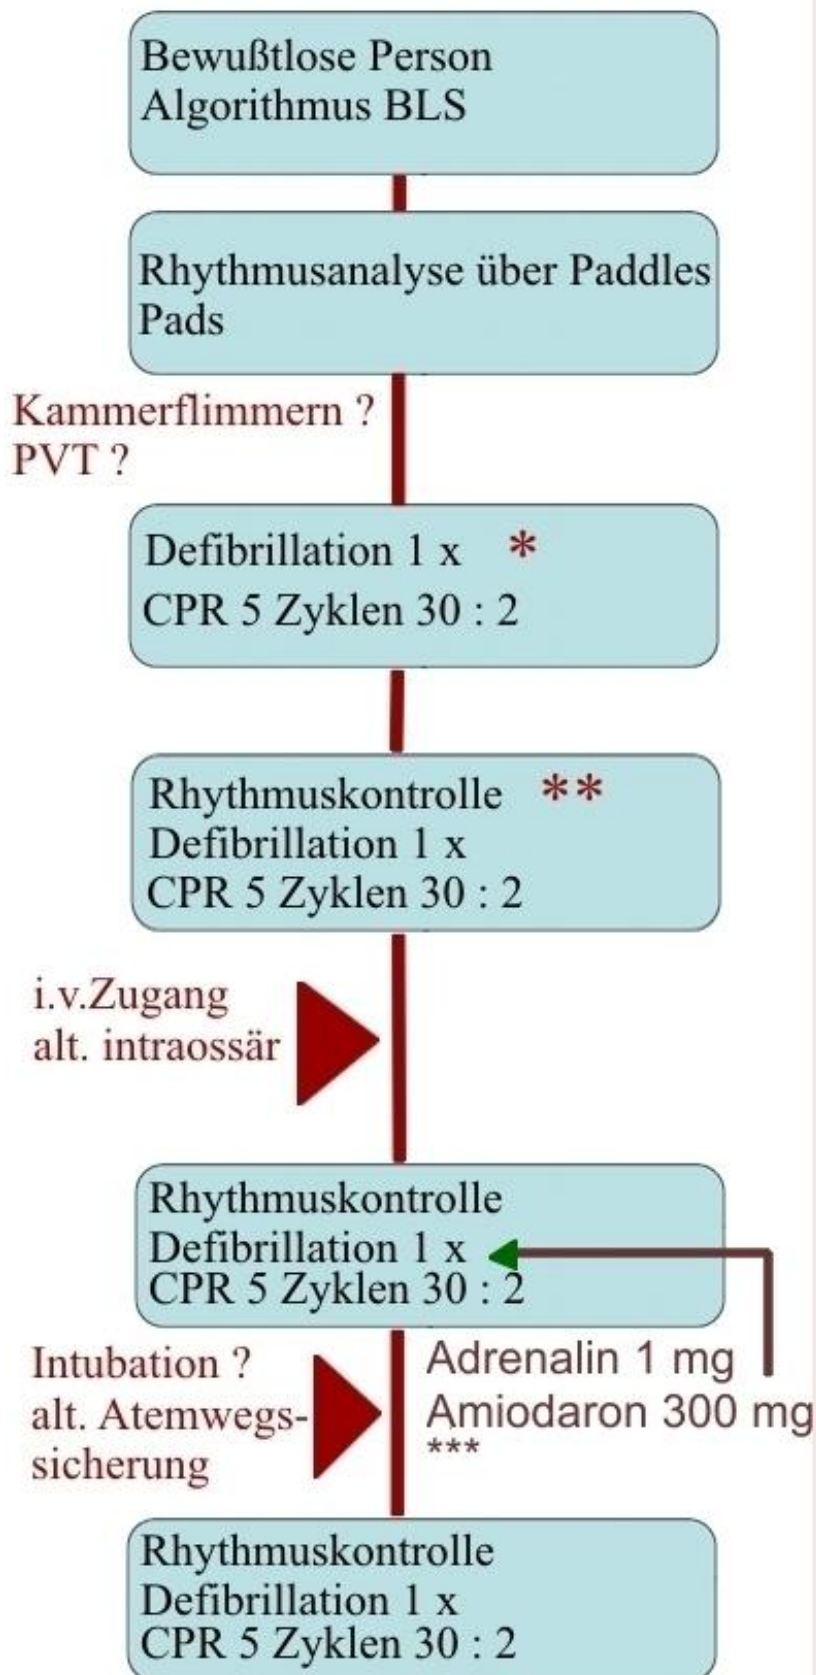 Bewußtlose Person
Algorithmus BLS
Rhythmusanalyse über Paddles
Pads
Kammerflimmern ?
PVT ?
Defibrillation 1 x *
CPR 5 Zyklen 30 : 2
Rhythmuskontrolle **
Defibrillation 1 x
CPR 5 Zyklen 30 : 2
i.v.Zugang
alt. intraossär
Rhythmuskontrolle
Defibrillation 1 x
CPR 5 Zyklen 30 : 2
Intubation ?
alt. Atemwegs-
sicherung
Adrenalin 1 mg
Amiodaron 300 mg
***
Rhythmuskontrolle
Defibrillation 1 x
CPR 5 Zyklen 30 : 2